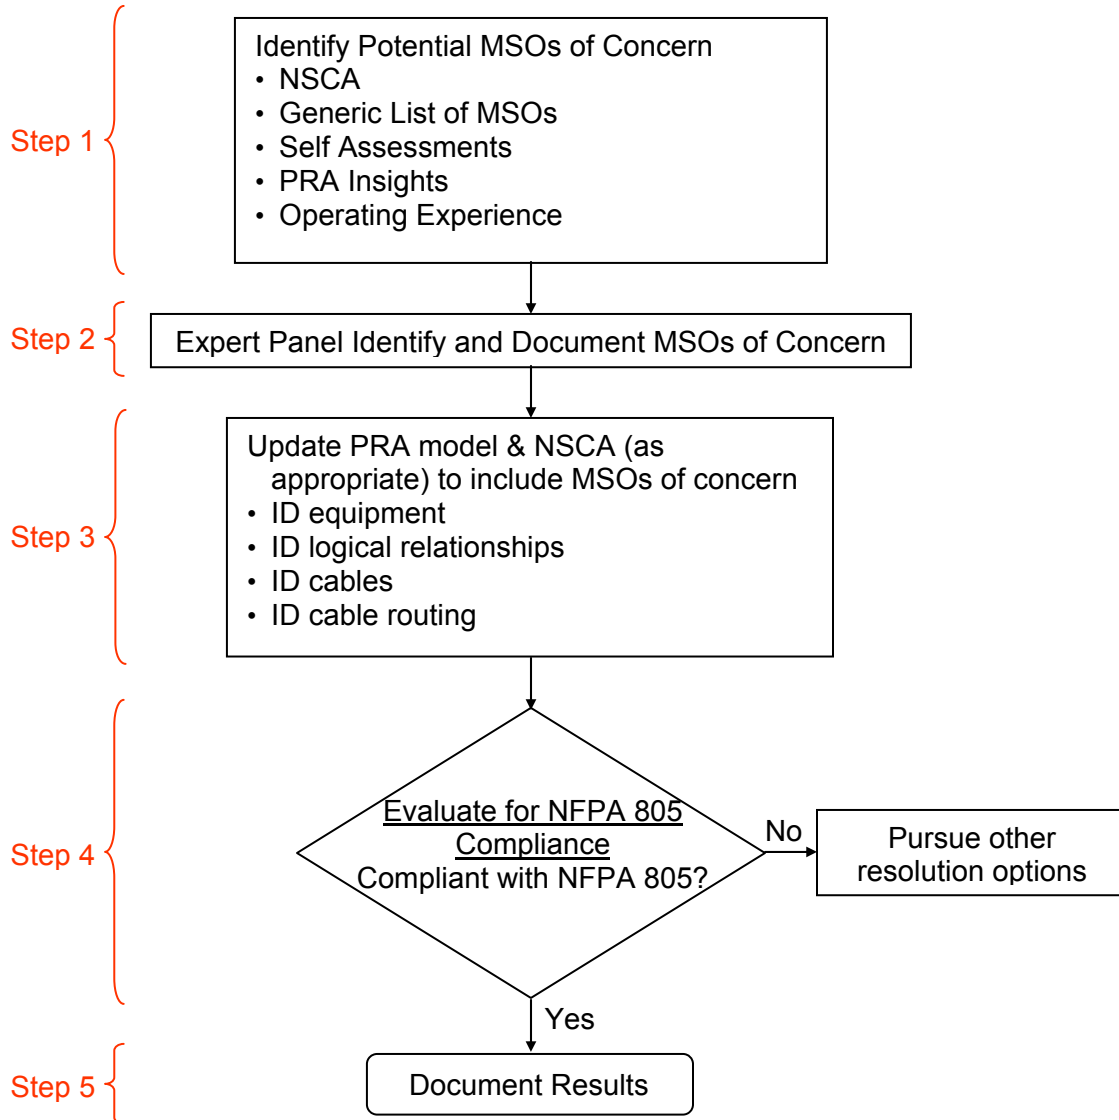 Step 1
Identify Potential MSOs of Concern
• NSCA
• Generic List of MSOs
• Self Assessments
• PRA Insights
• Operating Experience
Step 2
Expert Panel Identify and Document MSOs of Concern
Step 3
Update PRA model & NSCA (as
appropriate) to include MSOs of concern
• ID equipment
• ID logical relationships
• ID cables
• ID cable routing
Step 4
Evaluate for NFPA 805
Compliance
Compliant with NFPA 805?
No
Pursue other
resolution options
Yes
Step 5
Document Results